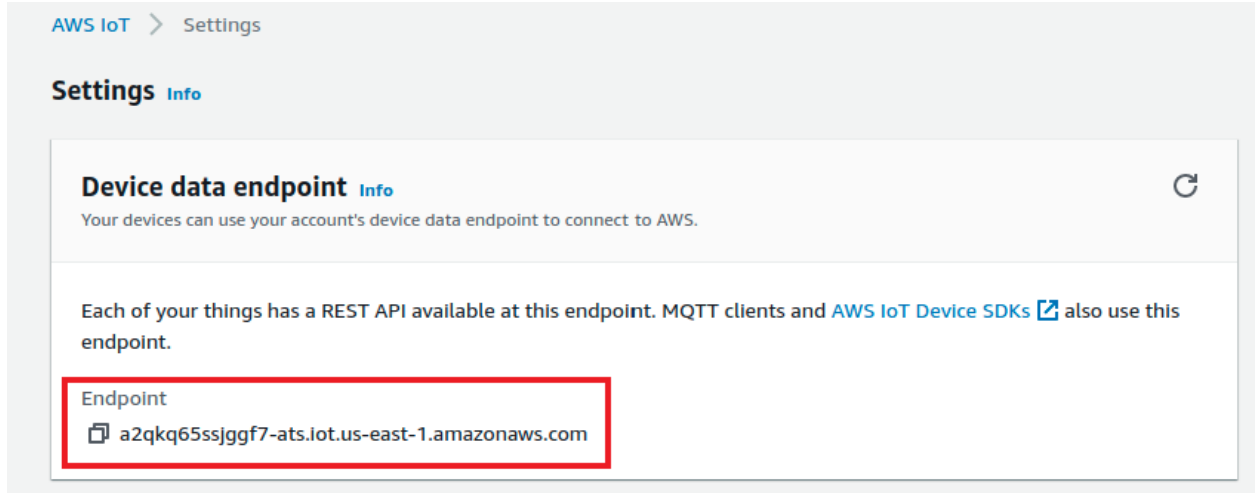 AWS IoT > Settings
Settings Info
Device data endpoint Info
Your devices can use your account's device data endpoint to connect to AWS.
Each of your things has a REST API available at this endpoint. MQTT clients and AWS IoT Device SDKs also use this
endpoint.
Endpoint
a2qkq65ssjggf7-ats.iot.us-east-1.amazonaws.com